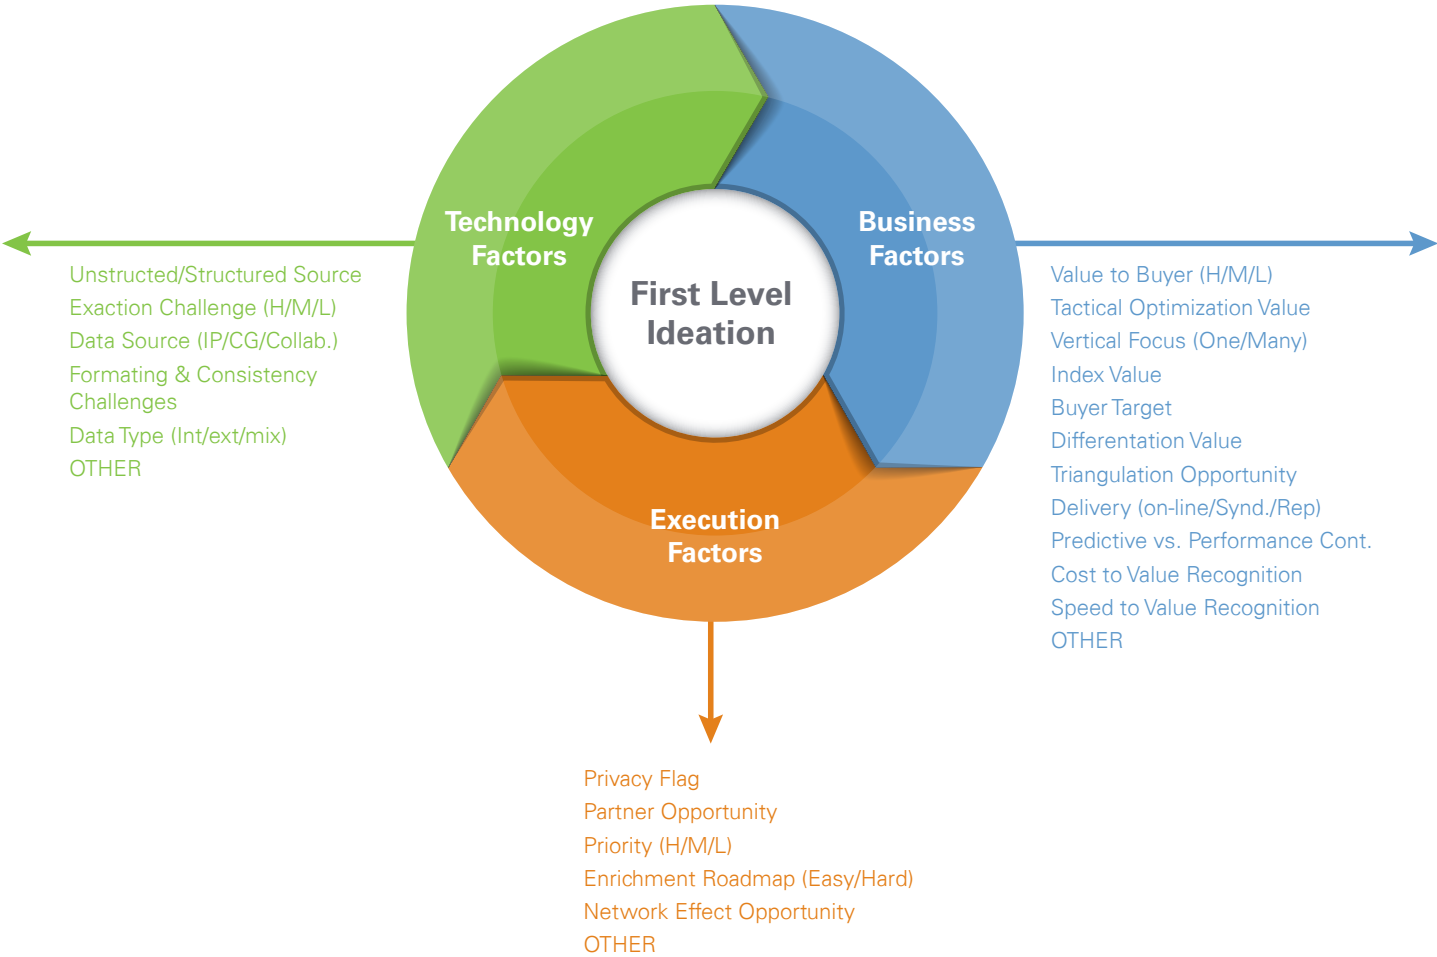 Technology
Factors
Business
Factors
First Level
Ideation
Execution
Factors
Unstructed/Structured Source
Exaction Challenge (H/M/L)
Data Source (IP/CG/Collab.)
Formating & Consistency
Challenges
Data Type (Int/ext/mix)
OTHER
Value to Buyer (H/M/L)
Tactical Optimization Value
Vertical Focus (One/Many)
Index Value
Buyer Target
Differentation Value
Triangulation Opportunity
Delivery (on-line/Synd./Rep)
Predictive vs. Performance Cont.
Cost to Value Recognition
Speed to Value Recognition
OTHER
Privacy Flag
Partner Opportunity
Priority (H/M/L)
Enrichment Roadmap (Easy/Hard)
Network Effect Opportunity
OTHER